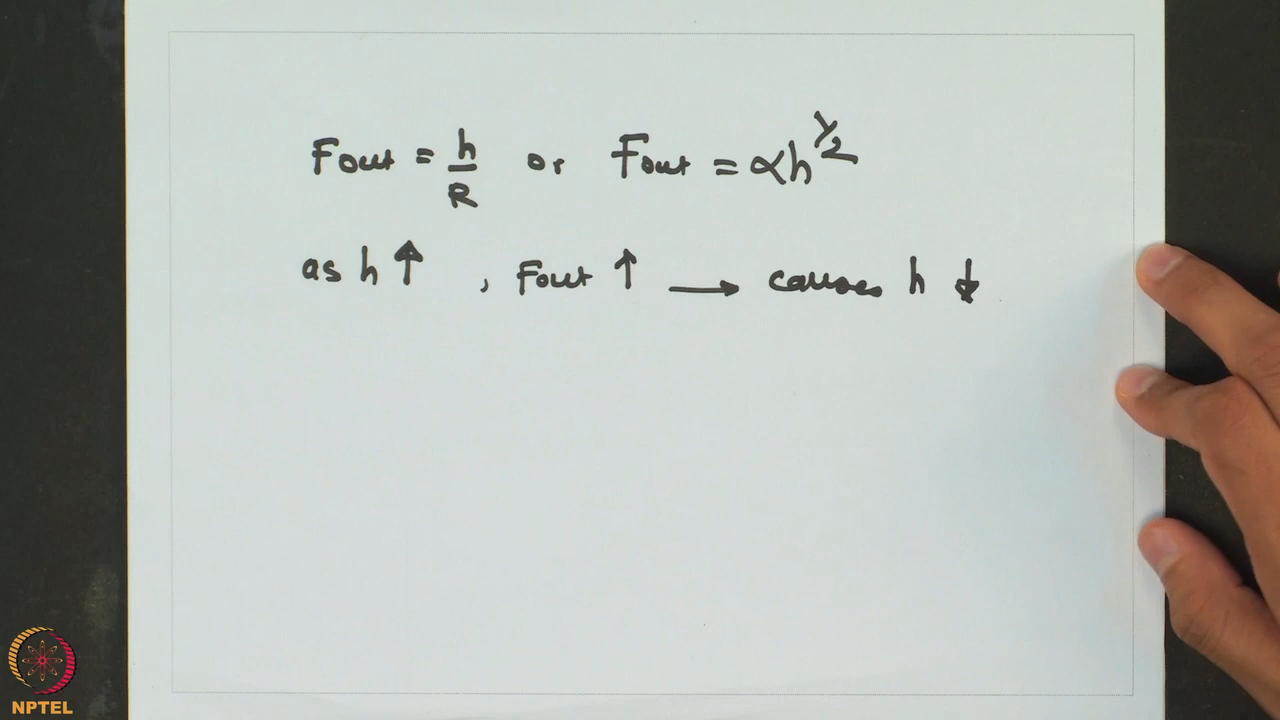 Fout = h/R or Fout = αh^1/2
as h ↑ , Fout ↑ → causes h ↓
NPTEL